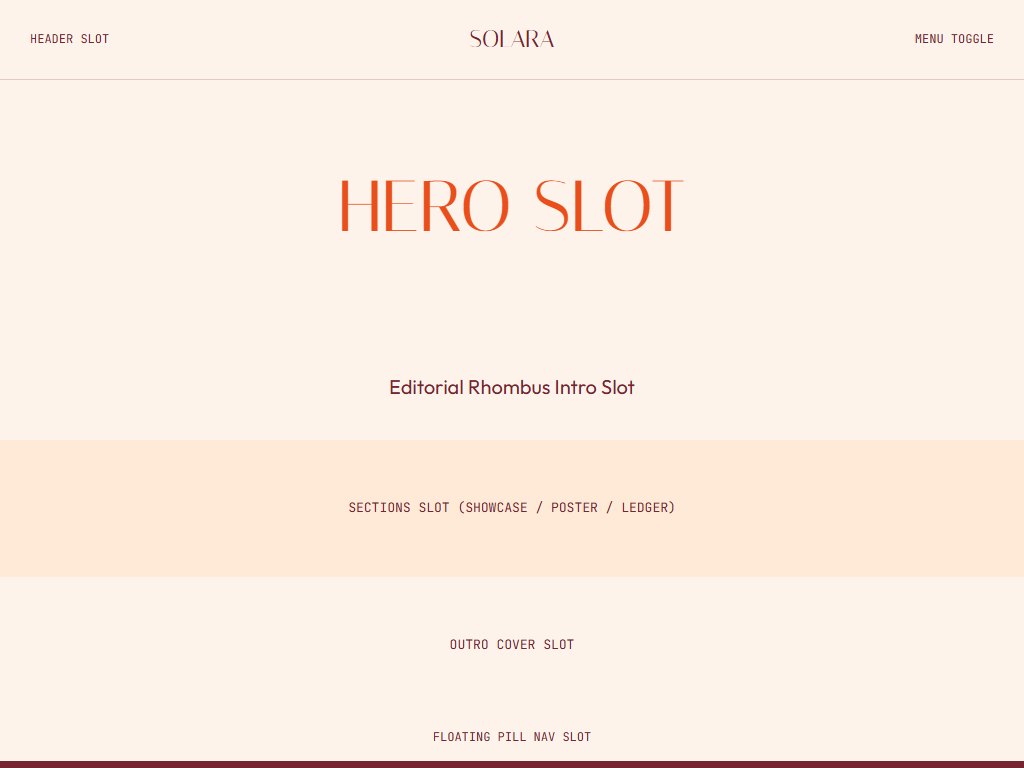 HEADER SLOT
SOLARA
MENU TOGGLE
HERO SLOT
Editorial Rhombus Intro Slot
SECTIONS SLOT (SHOWCASE / POSTER / LEDGER)
OUTRO COVER SLOT
FLOATING PILL NAV SLOT